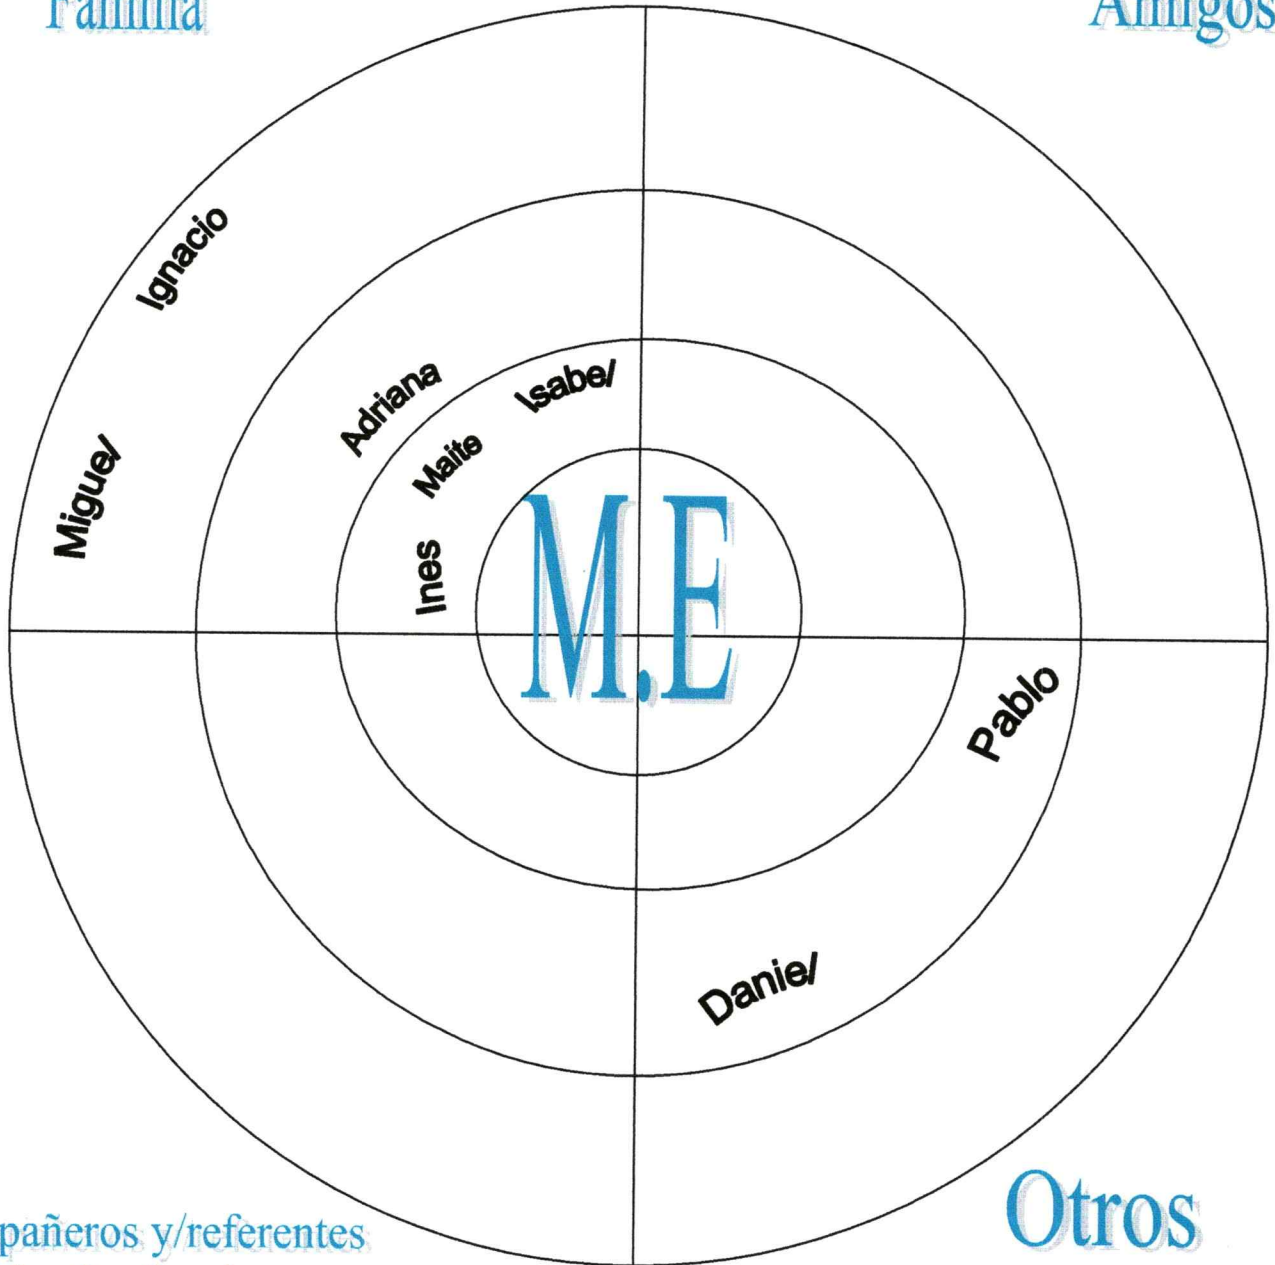 Familia
Amigos
Ignacio
Adriana
Isabel
Maite
Miguel
Ines
M.E
Pablo
Daniel
Otros
pañeros y/referentes